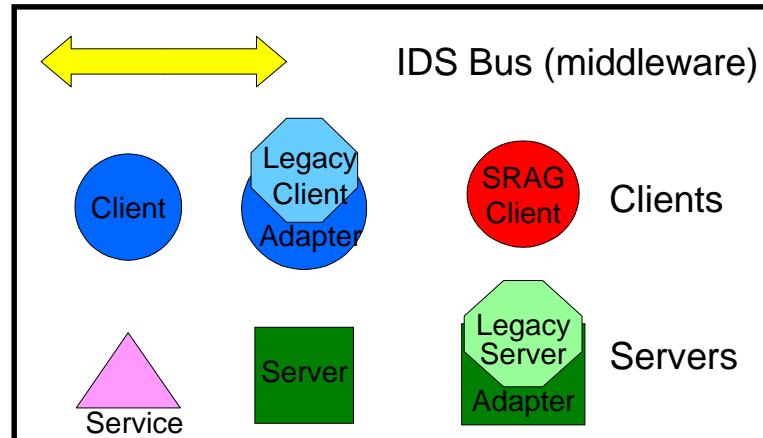 IDS Bus (middleware)
Client
Legacy
Client
Adapter
SRAG
Client
Clients
Service
Server
Legacy
Server
Adapter
Servers